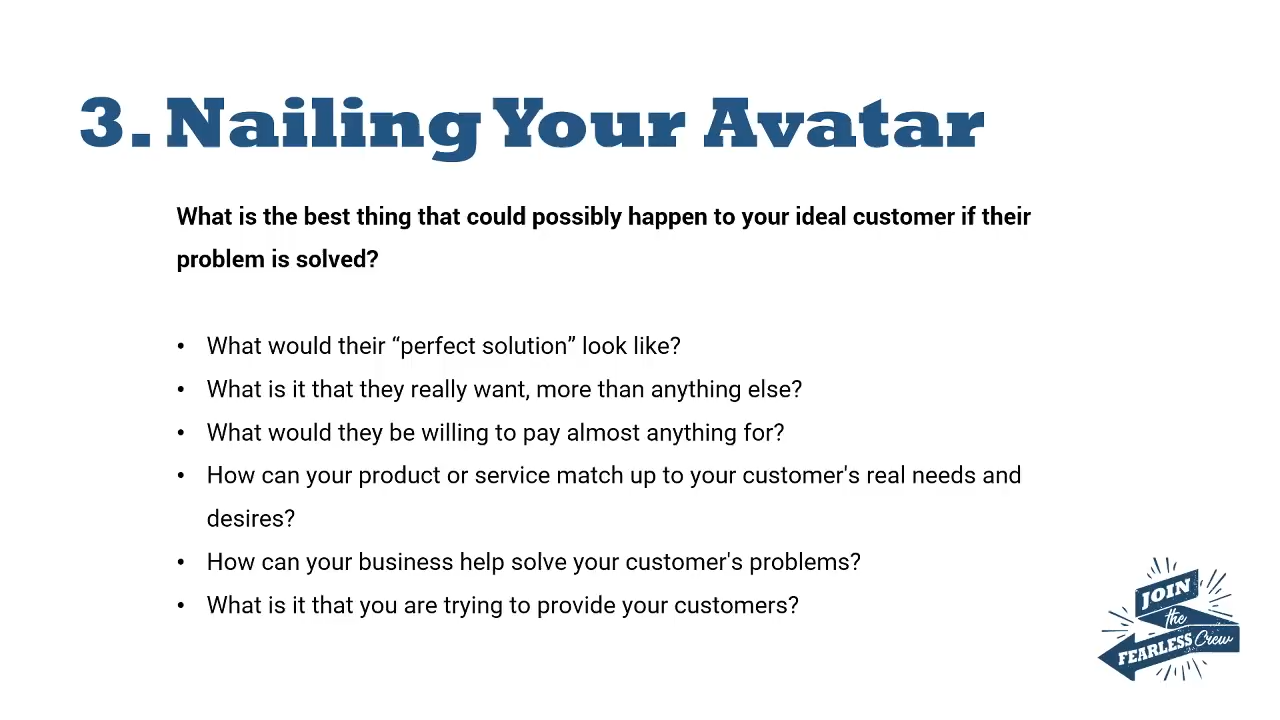 3. Nailing Your Avatar
What is the best thing that could possibly happen to your ideal customer if their
problem is solved?
• What would their “perfect solution” look like?
• What is it that they really want, more than anything else?
• What would they be willing to pay almost anything for?
• How can your product or service match up to your customer's real needs and
desires?
• How can your business help solve your customer's problems?
• What is it that you are trying to provide your customers?
JOIN
the
FEARLESS Crew